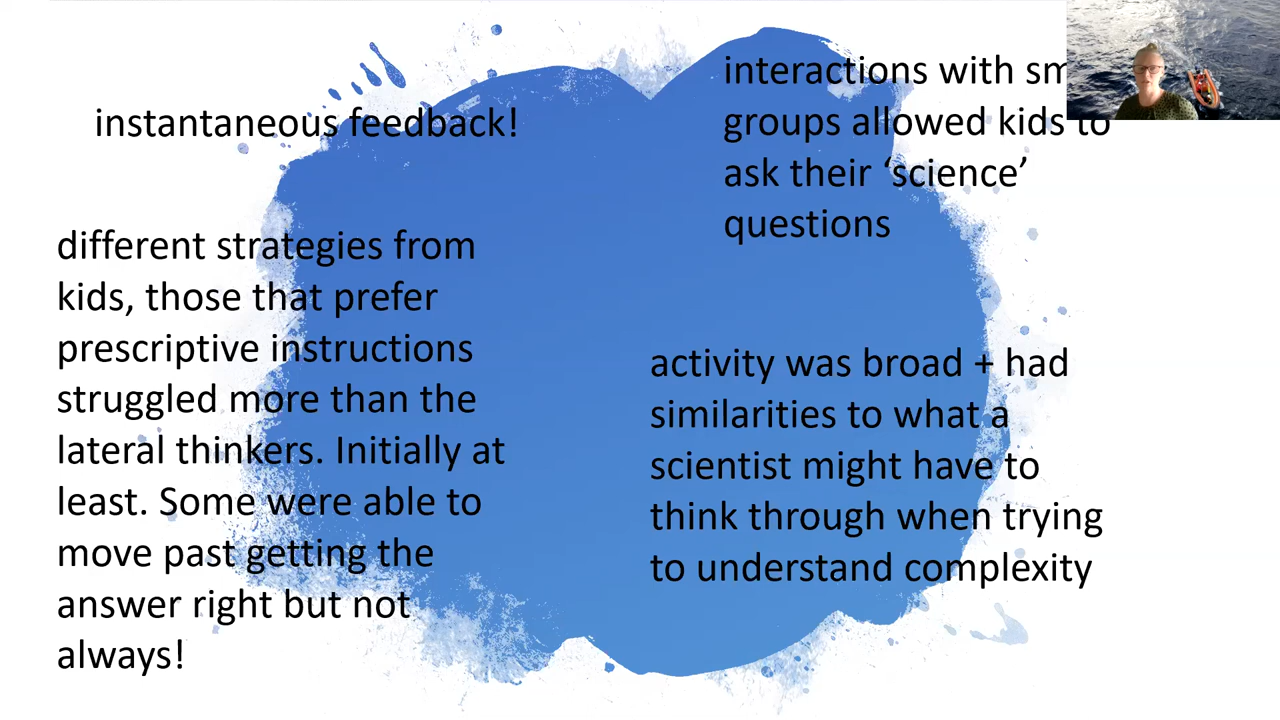 instantaneous feedback!
interactions with
groups allowed kids to
ask their ‘science’
questions
different strategies from
kids, those that prefer
prescriptive instructions
struggled more than the
lateral thinkers. Initially at
least. Some were able to
move past getting the
answer right but not
always!
activity was broad + had
similarities to what a
scientist might have to
think through when trying
to understand complexity